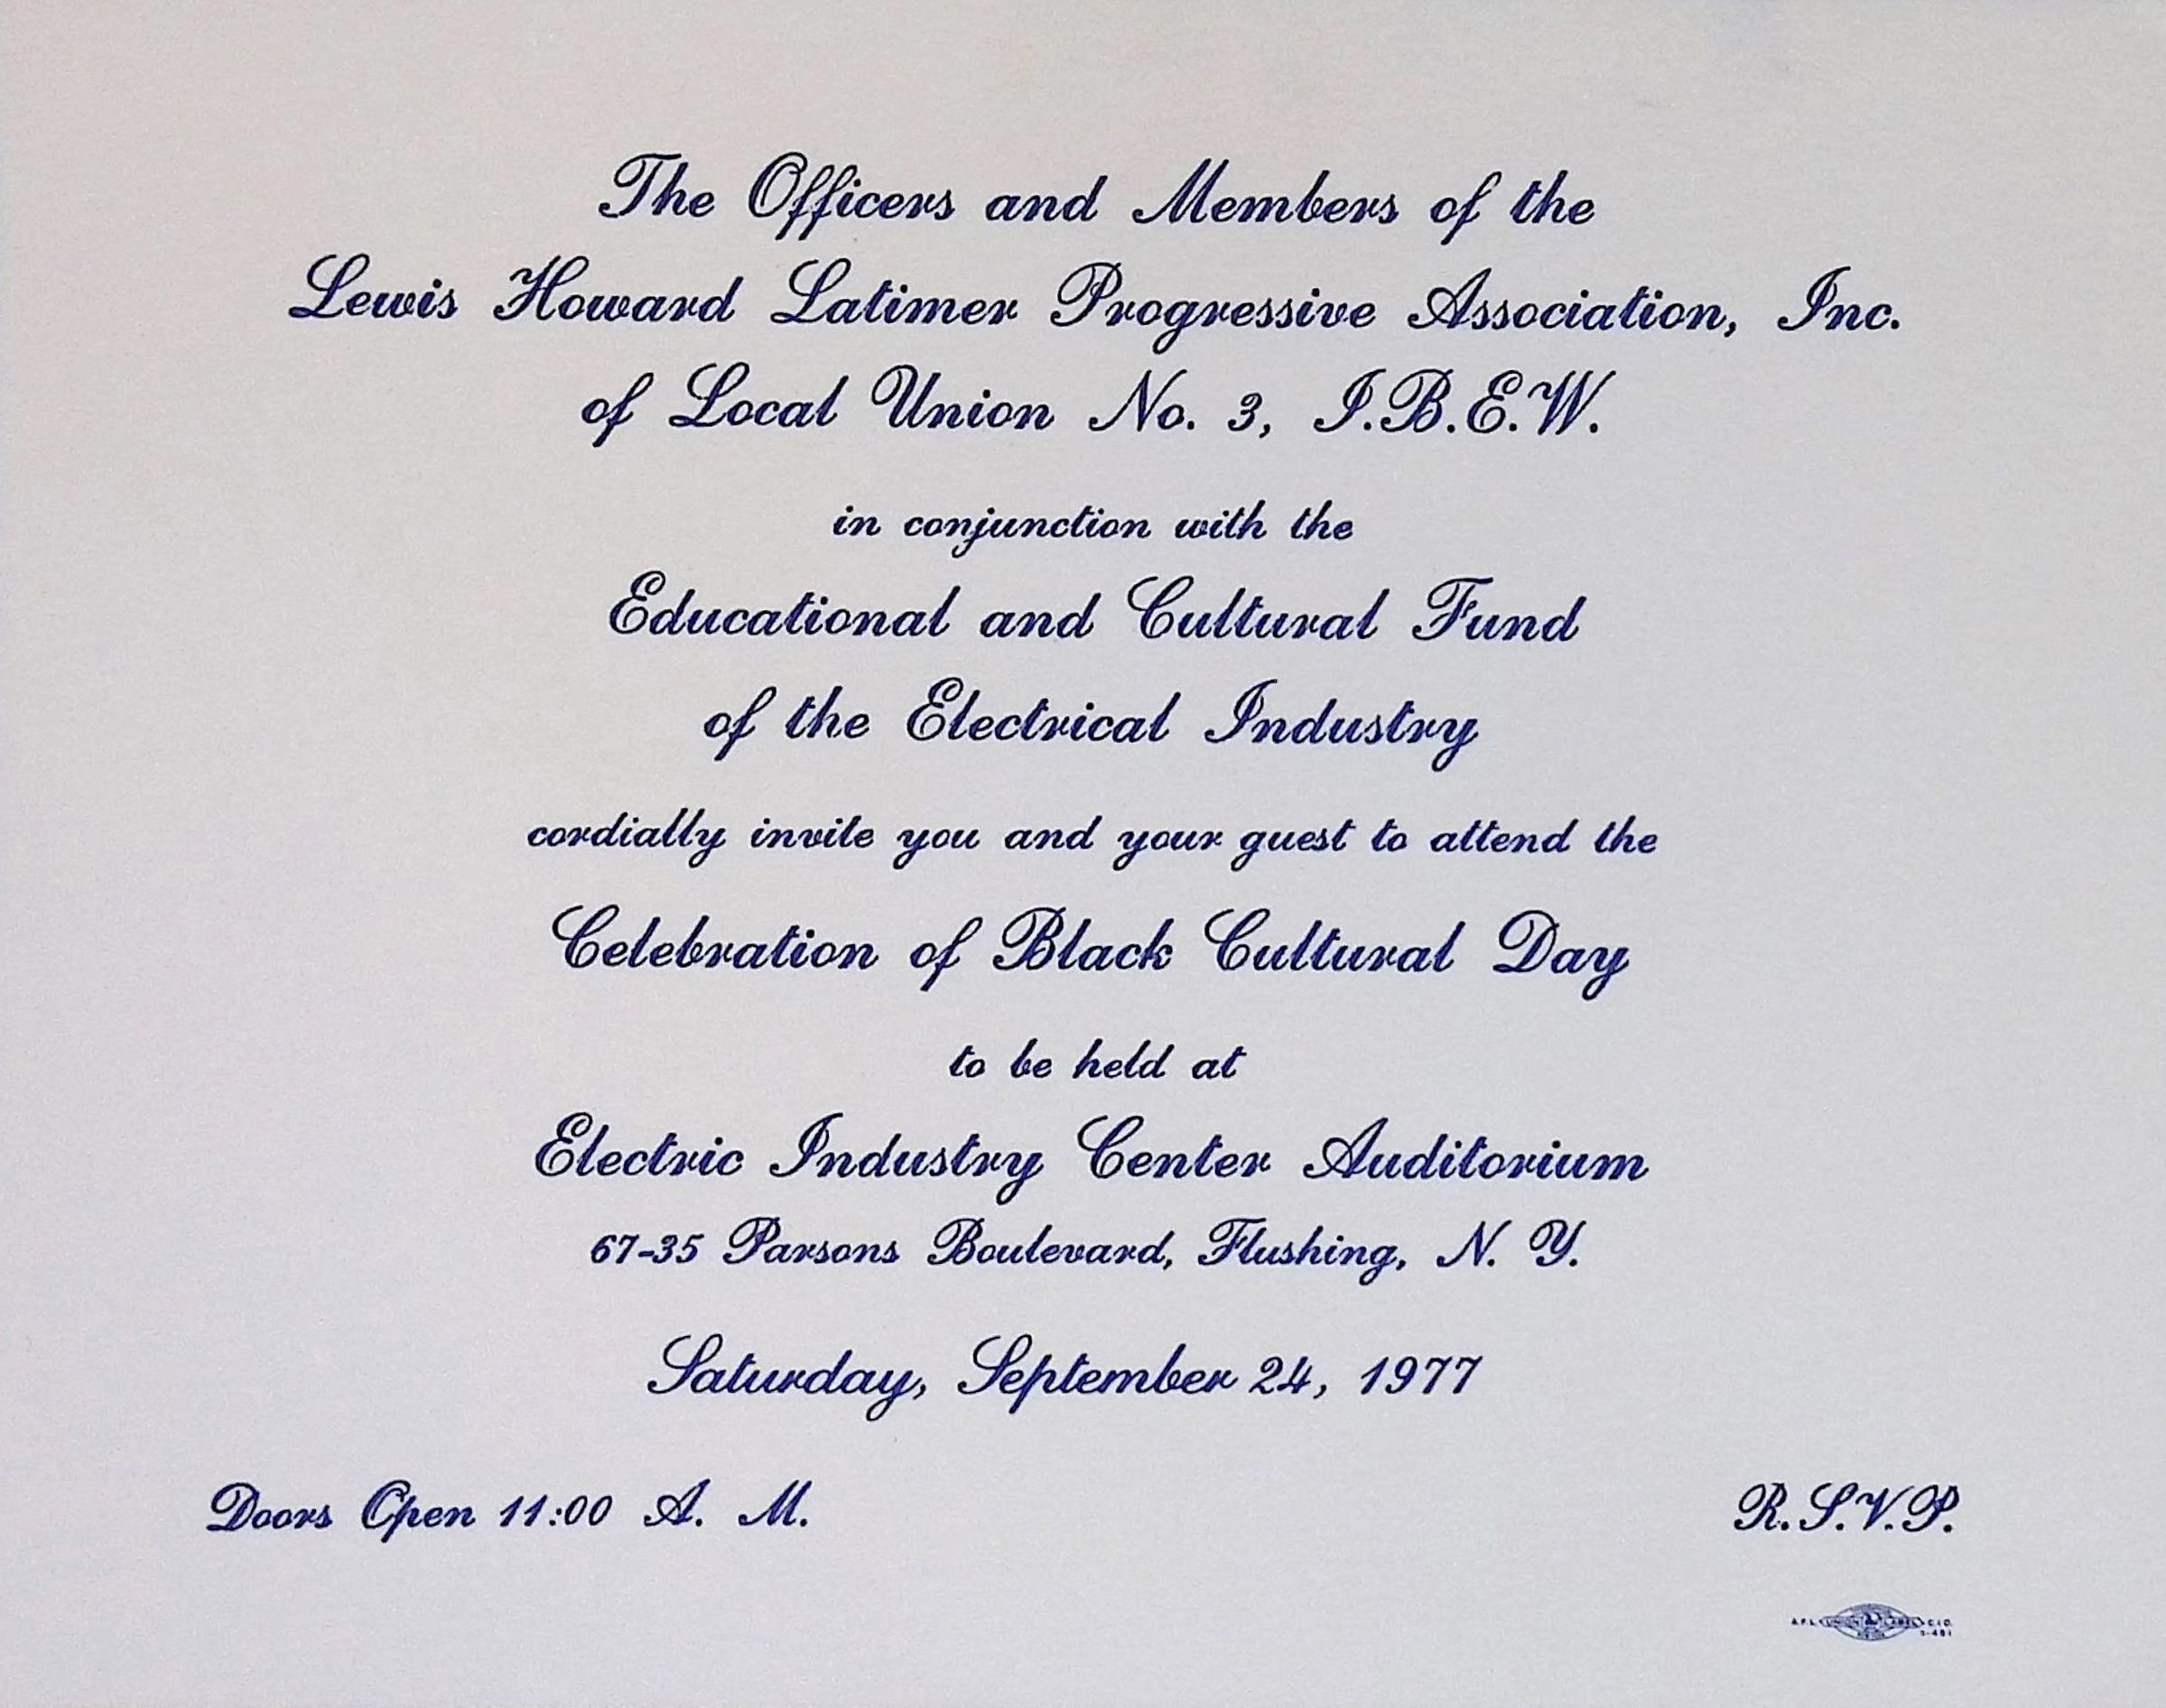 The Officers and Members of the
Lewis Howard Latimer Progressive Association, Inc.
of Local Union No. 3, I.B.E.W.
in conjunction with the
Educational and Cultural Fund
of the Electrical Industry
cordially invite you and your guest to attend the
Celebration of Black Cultural Day
to be held at
Electric Industry Center Auditorium
67-35 Parsons Boulevard, Flushing, N. Y.
Saturday, September 24, 1977
Doors Open 11:00 A. M. R.S.V.P.
UNION LABEL